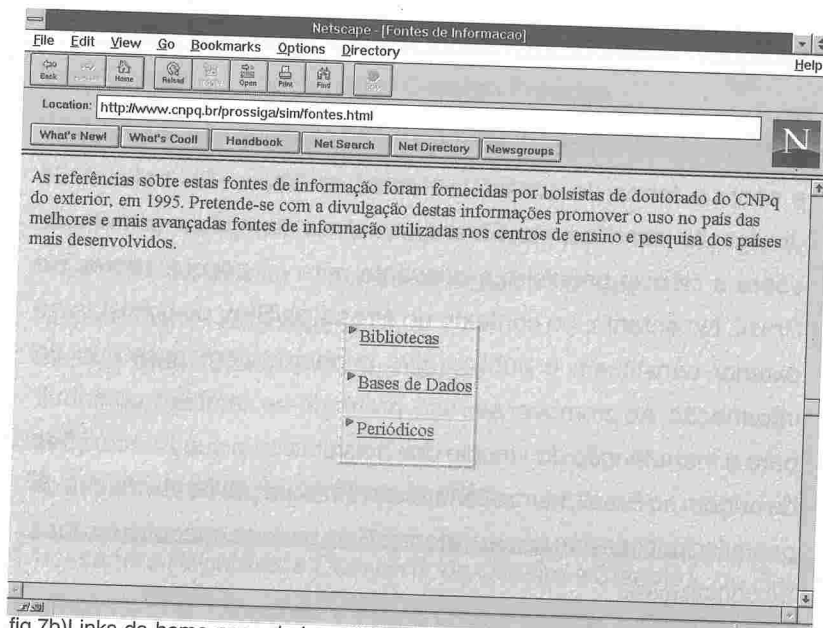 Netscape - [Fontes de Informacao]
File Edit View Go Bookmarks Options Directory Help
Back Home Reload Open Print Find
Location: http://www.cnpq.br/prossiga/sim/fontes.html
What's New! What's Cool! Handbook Net Search Net Directory Newsgroups
N
As referências sobre estas fontes de informação foram fornecidas por bolsistas de doutorado do CNPq
do exterior, em 1995. Pretende-se com a divulgação destas informações promover o uso no país das
melhores e mais avançadas fontes de informação utilizadas nos centros de ensino e pesquisa dos países
mais desenvolvidos.
Bibliotecas
Bases de Dados
Periódicos